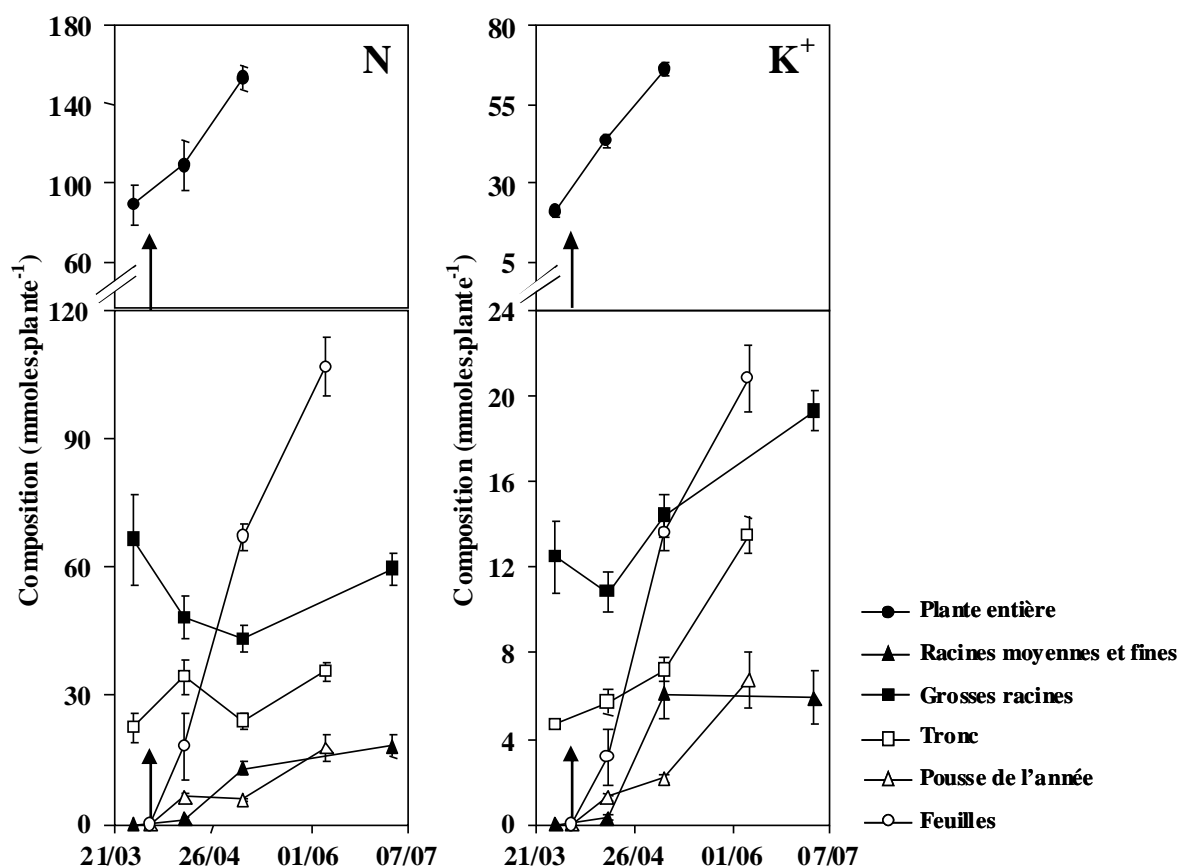 180
140
100
60
N
80
55
30
5
K+
Composition (mmoles.plante-1)
120
90
60
30
0
21/03 26/04 01/06 07/07
Composition (mmoles.plante-1)
24
20
16
12
8
4
0
21/03 26/04 01/06 07/07
Plante entière
Racines moyennes et fines
Grosses racines
Tronc
Pousse de l'année
Feuilles